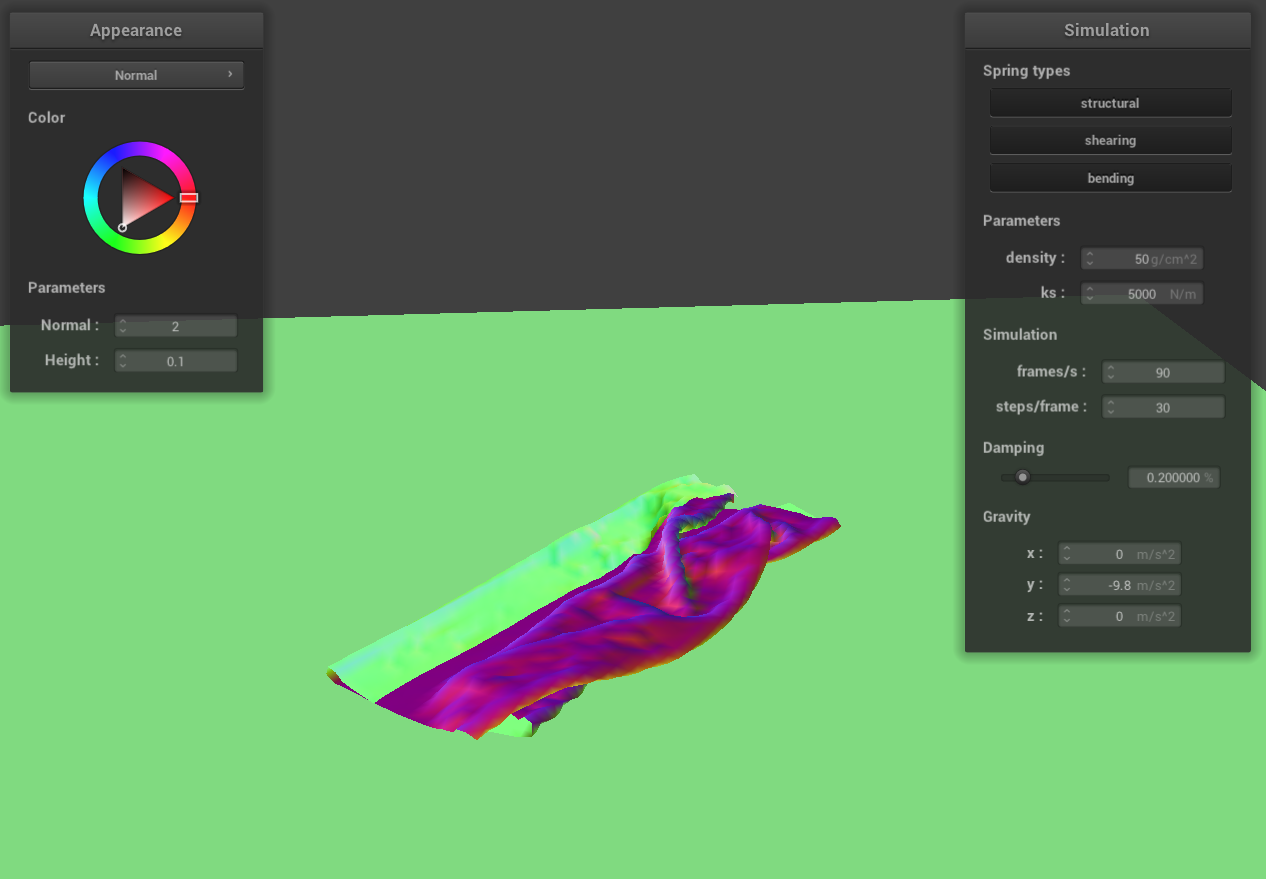 Appearance
Normal
Color
Parameters
Normal : 2
Height : 0.1
Simulation
Spring types
structural
shearing
bending
Parameters
density : 50 g/cm^2
ks : 5000 N/m
Simulation
frames/s : 90
steps/frame : 30
Damping
0.200000 %
Gravity
x : 0 m/s^2
y : -9.8 m/s^2
z : 0 m/s^2